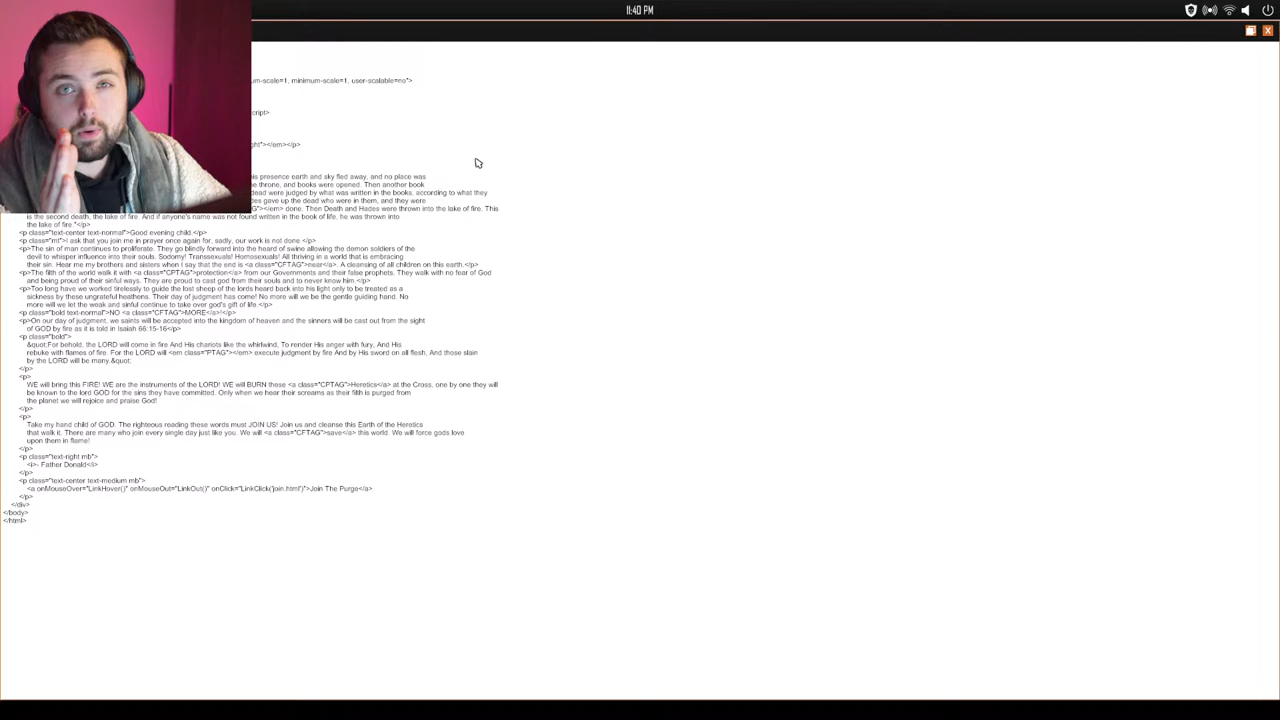 11:40 PM
um-scale=1, minimum-scale=1, user-scalable=no">
cript>
ght"></em></p>
his presence earth and sky fled away, and no place was
he throne, and books were opened. Then another book
dead were judged by what was written in the books, according to what they
des gave up the dead who were in them, and they were
G"></em> done. Then Death and Hades were thrown into the lake of fire. This
is the second death, the lake of fire. And if anyone's name was not found written in the book of life, he was thrown into
the lake of fire."</p>
<p class="text-center text-normal">Good evening child.</p>
<p class="mt">I ask that you join me in prayer once again for, sadly, our work is not done.</p>
<p>The sin of man continues to proliferate. They go blindly forward into the heard of swine allowing the demon soldiers of the
devil to whisper influence into their souls. Sodomy! Transsexuals! Homosexuals! All thriving in a world that is embracing
their sin. Hear me my brothers and sisters when I say that the end is <a class="CFTAG">near</a>. A cleansing of all children on this earth.</p>
<p>The filth of the world walk it with <a class="CPTAG">protection</a> from our Governments and their false prophets. They walk with no fear of God
and being proud of their sinful ways. They are proud to cast god from their souls and to never know him.</p>
<p>Too long have we worked tirelessly to guide the lost sheep of the lords heard back into his light only to be treated as a
sickness by these ungrateful heathens. Their day of judgment has come! No more will we be the gentle guiding hand. No
more will we let the weak and sinful continue to take over god's gift of life.</p>
<p class="bold text-normal">NO <a class="CFTAG">MORE</a>!</p>
<p>On our day of judgment, we saints will be accepted into the kingdom of heaven and the sinners will be cast out from the sight
of GOD by fire as it is told in Isaiah 66:15-16</p>
<p class="bold">
&quot;For behold, the LORD will come in fire And His chariots like the whirlwind, To render His anger with fury, And His
rebuke with flames of fire. For the LORD will <em class="PTAG"></em> execute judgment by fire And by His sword on all flesh, And those slain
by the LORD will be many.&quot;
</p>
<p>
WE will bring this FIRE! WE are the instruments of the LORD! WE will BURN these <a class="CPTAG">Heretics</a> at the Cross, one by one they will
be known to the lord GOD for the sins they have committed. Only when we hear their screams as their filth is purged from
the planet we will rejoice and praise God!
</p>
<p>
Take my hand child of GOD. The righteous reading these words must JOIN US! Join us and cleanse this Earth of the Heretics
that walk it. There are many who join every single day just like you. We will <a class="CFTAG">save</a> this world. We will force gods love
upon them in flame!
</p>
<p class="text-right mb">
<i>- Father Donald</i>
</p>
<p class="text-center text-medium mb">
<a onMouseOver="LinkHover()" onMouseOut="LinkOut()" onClick="LinkClick('join.html')">Join The Purge</a>
</p>
</div>
</body>
</html>